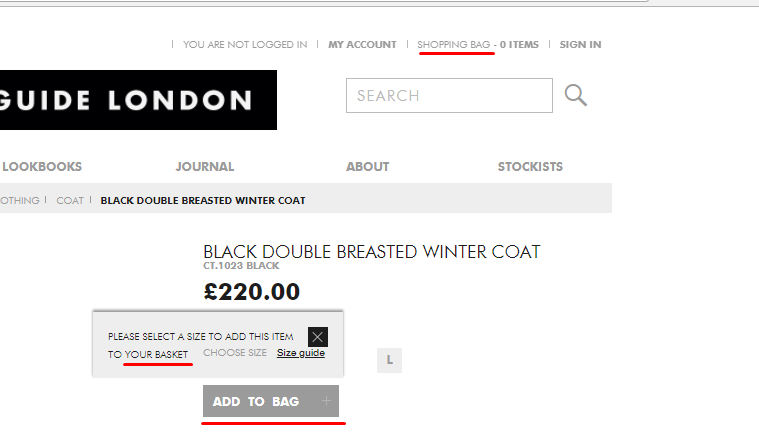 YOU ARE NOT LOGGED IN | MY ACCOUNT | SHOPPING BAG - 0 ITEMS | SIGN IN
GUIDE LONDON
SEARCH
LOOKBOOKS JOURNAL ABOUT STOCKISTS
OTHING | COAT | BLACK DOUBLE BREASTED WINTER COAT
BLACK DOUBLE BREASTED WINTER COAT
CT.1023 BLACK
£220.00
PLEASE SELECT A SIZE TO ADD THIS ITEM
TO YOUR BASKET
CHOOSE SIZE Size guide
L
ADD TO BAG +